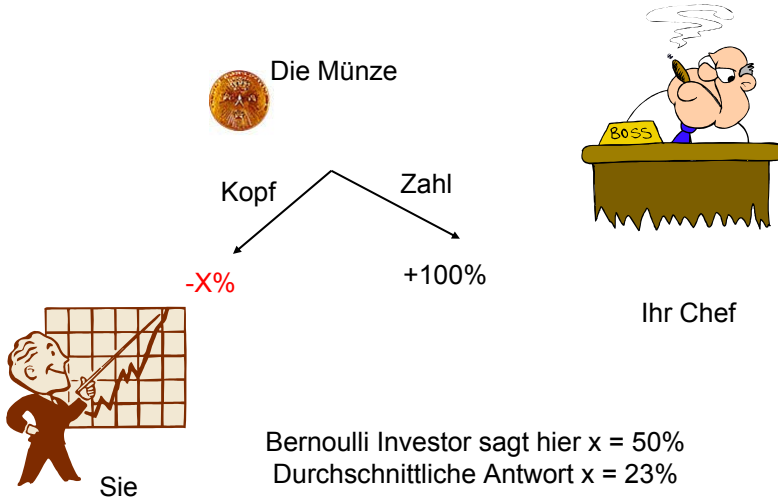 Die Münze
BOSS
Kopf
Zahl
-X%
+100%
Ihr Chef
Bernoulli Investor sagt hier x = 50%
Durchschnittliche Antwort x = 23%
Sie